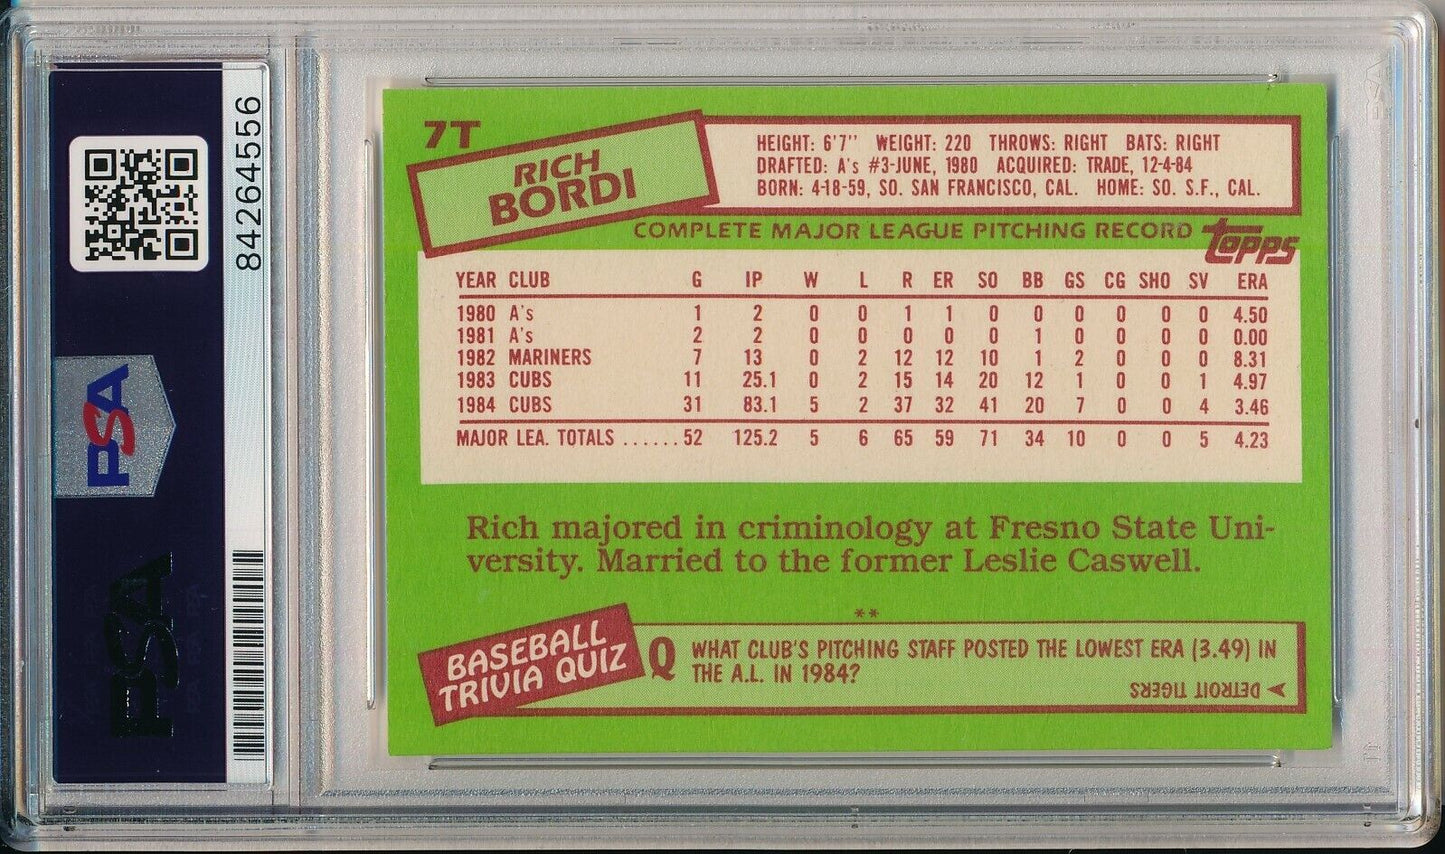 84264556
PSA
PSA
7T
RICH
BORDI
HEIGHT: 6'7'' WEIGHT: 220 THROWS: RIGHT BATS: RIGHT
DRAFTED: A's #3-JUNE, 1980 ACQUIRED: TRADE, 12-4-84
BORN: 4-18-59, SO. SAN FRANCISCO, CAL. HOME: SO. S.F., CAL.
COMPLETE MAJOR LEAGUE PITCHING RECORD topps
YEAR CLUB G IP W L R ER SO BB GS CG SHO SV ERA
1980 A's 1 2 0 0 1 1 0 0 0 0 0 0 4.50
1981 A's 2 2 0 0 0 0 0 1 0 0 0 0 0.00
1982 MARINERS 7 13 0 2 12 12 10 1 2 0 0 0 8.31
1983 CUBS 11 25.1 0 2 15 14 20 12 1 0 0 1 4.97
1984 CUBS 31 83.1 5 2 37 32 41 20 7 0 0 4 3.46
MAJOR LEA. TOTALS ......52 125.2 5 6 65 59 71 34 10 0 0 5 4.23
Rich majored in criminology at Fresno State Uni-
versity. Married to the former Leslie Caswell.
**
BASEBALL
TRIVIA QUIZ
Q WHAT CLUB'S PITCHING STAFF POSTED THE LOWEST ERA (3.49) IN
THE A.L. IN 1984?
DETROIT TIGERS